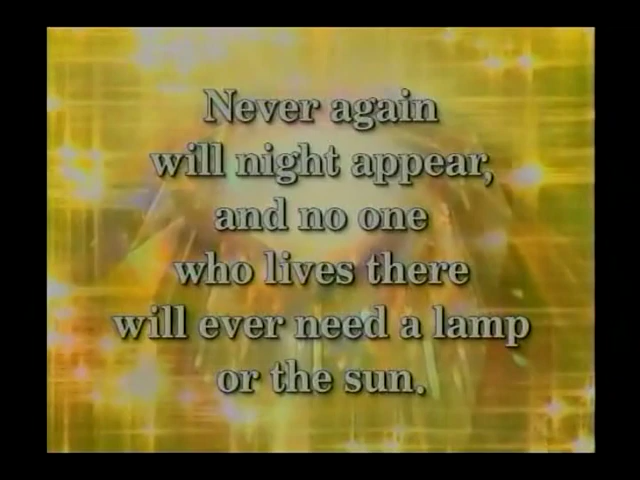 Never again
will night appear,
and no one
who lives there
will ever need a lamp
or the sun.